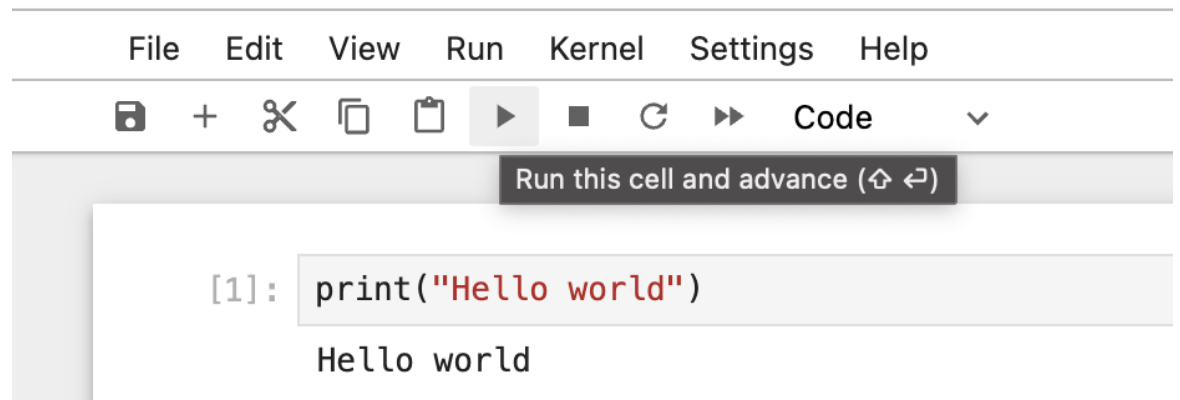 File Edit View Run Kernel Settings Help
Code
Run this cell and advance (⇧ ⏎)
[1]: print("Hello world")
Hello world